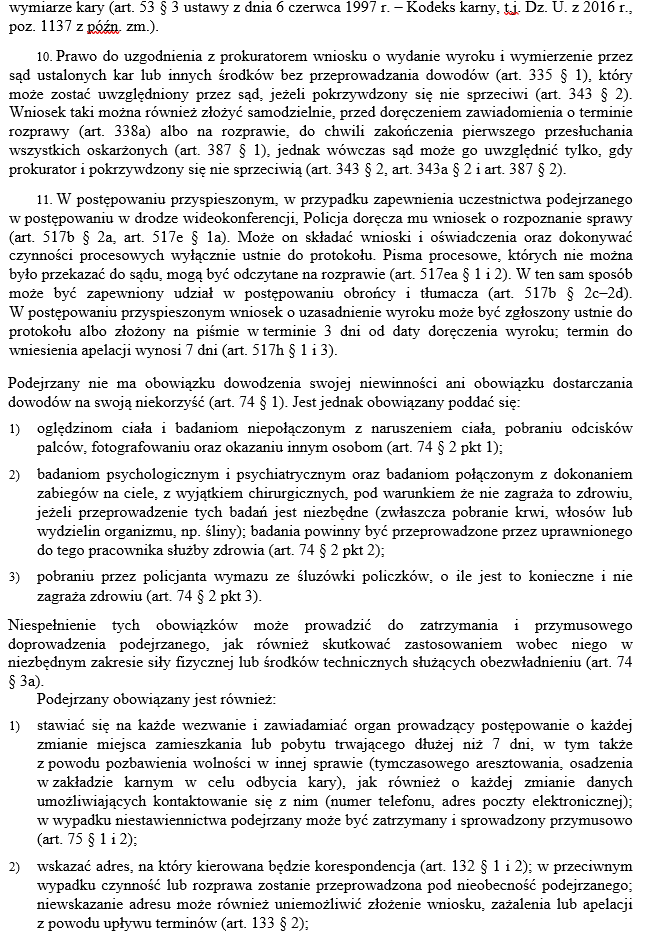 wymiarze kary (art. 53 § 3 ustawy z dnia 6 czerwca 1997 r. – Kodeks karny, t.j. Dz. U. z 2016 r.,
poz. 1137 z późn. zm.).
10. Prawo do uzgodnienia z prokuratorem wniosku o wydanie wyroku i wymierzenie przez
sąd ustalonych kar lub innych środków bez przeprowadzania dowodów (art. 335 § 1), który
może zostać uwzględniony przez sąd, jeżeli pokrzywdzony się nie sprzeciwi (art. 343 § 2).
Wniosek taki można również złożyć samodzielnie, przed doręczeniem zawiadomienia o terminie
rozprawy (art. 338a) albo na rozprawie, do chwili zakończenia pierwszego przesłuchania
wszystkich oskarżonych (art. 387 § 1), jednak wówczas sąd może go uwzględnić tylko, gdy
prokurator i pokrzywdzony się nie sprzeciwią (art. 343 § 2, art. 343a § 2 i art. 387 § 2).
11. W postępowaniu przyspieszonym, w przypadku zapewnienia uczestnictwa podejrzanego
w postępowaniu w drodze wideokonferencji, Policja doręcza mu wniosek o rozpoznanie sprawy
(art. 517b § 2a, art. 517e § 1a). Może on składać wnioski i oświadczenia oraz dokonywać
czynności procesowych wyłącznie ustnie do protokołu. Pisma procesowe, których nie można
było przekazać do sądu, mogą być odczytane na rozprawie (art. 517ea § 1 i 2). W ten sam sposób
może być zapewniony udział w postępowaniu obrońcy i tłumacza (art. 517b § 2c–2d).
W postępowaniu przyspieszonym wniosek o uzasadnienie wyroku może być zgłoszony ustnie do
protokołu albo złożony na piśmie w terminie 3 dni od daty doręczenia wyroku; termin do
wniesienia apelacji wynosi 7 dni (art. 517h § 1 i 3).
Podejrzany nie ma obowiązku dowodzenia swojej niewinności ani obowiązku dostarczania
dowodów na swoją niekorzyść (art. 74 § 1). Jest jednak obowiązany poddać się:
1) oględzinom ciała i badaniom niepołączonym z naruszeniem ciała, pobraniu odcisków
palców, fotografowaniu oraz okazaniu innym osobom (art. 74 § 2 pkt 1);
2) badaniom psychologicznym i psychiatrycznym oraz badaniom połączonym z dokonaniem
zabiegów na ciele, z wyjątkiem chirurgicznych, pod warunkiem że nie zagraża to zdrowiu,
jeżeli przeprowadzenie tych badań jest niezbędne (zwłaszcza pobranie krwi, włosów lub
wydzielin organizmu, np. śliny); badania powinny być przeprowadzone przez uprawnionego
do tego pracownika służby zdrowia (art. 74 § 2 pkt 2);
3) pobraniu przez policjanta wymazu ze śluzówki policzków, o ile jest to konieczne i nie
zagraża zdrowiu (art. 74 § 2 pkt 3).
Niespełnienie tych obowiązków może prowadzić do zatrzymania i przymusowego
doprowadzenia podejrzanego, jak również skutkować zastosowaniem wobec niego w
niezbędnym zakresie siły fizycznej lub środków technicznych służących obezwładnieniu (art. 74
§ 3a).
Podejrzany obowiązany jest również:
1) stawiać się na każde wezwanie i zawiadamiać organ prowadzący postępowanie o każdej
zmianie miejsca zamieszkania lub pobytu trwającego dłużej niż 7 dni, w tym także
z powodu pozbawienia wolności w innej sprawie (tymczasowego aresztowania, osadzenia
w zakładzie karnym w celu odbycia kary), jak również o każdej zmianie danych
umożliwiających kontaktowanie się z nim (numer telefonu, adres poczty elektronicznej);
w wypadku niestawiennictwa podejrzany może być zatrzymany i sprowadzony przymusowo
(art. 75 § 1 i 2);
2) wskazać adres, na który kierowana będzie korespondencja (art. 132 § 1 i 2); w przeciwnym
wypadku czynność lub rozprawa zostanie przeprowadzona pod nieobecność podejrzanego;
niewskazanie adresu może również uniemożliwić złożenie wniosku, zażalenia lub apelacji
z powodu upływu terminów (art. 133 § 2);